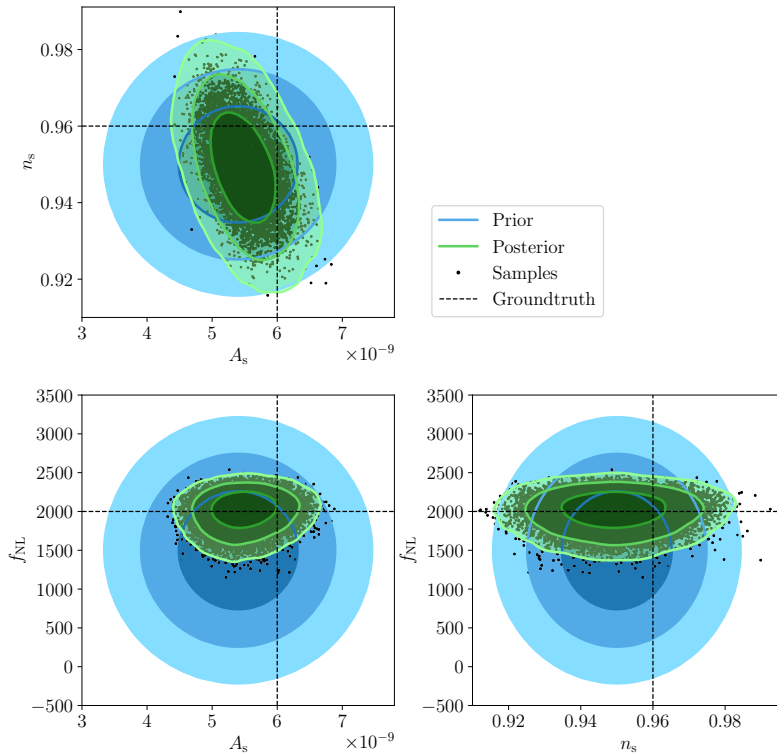 0.98
0.96
0.94
0.92
n_s
3 4 5 6 7
A_s
×10⁻⁹
Prior
Posterior
Samples
Groundtruth
3500
3000
2500
2000
1500
1000
500
0
−500
f_NL
3 4 5 6 7
A_s
×10⁻⁹
3500
3000
2500
2000
1500
1000
500
0
−500
f_NL
0.92 0.94 0.96 0.98
n_s